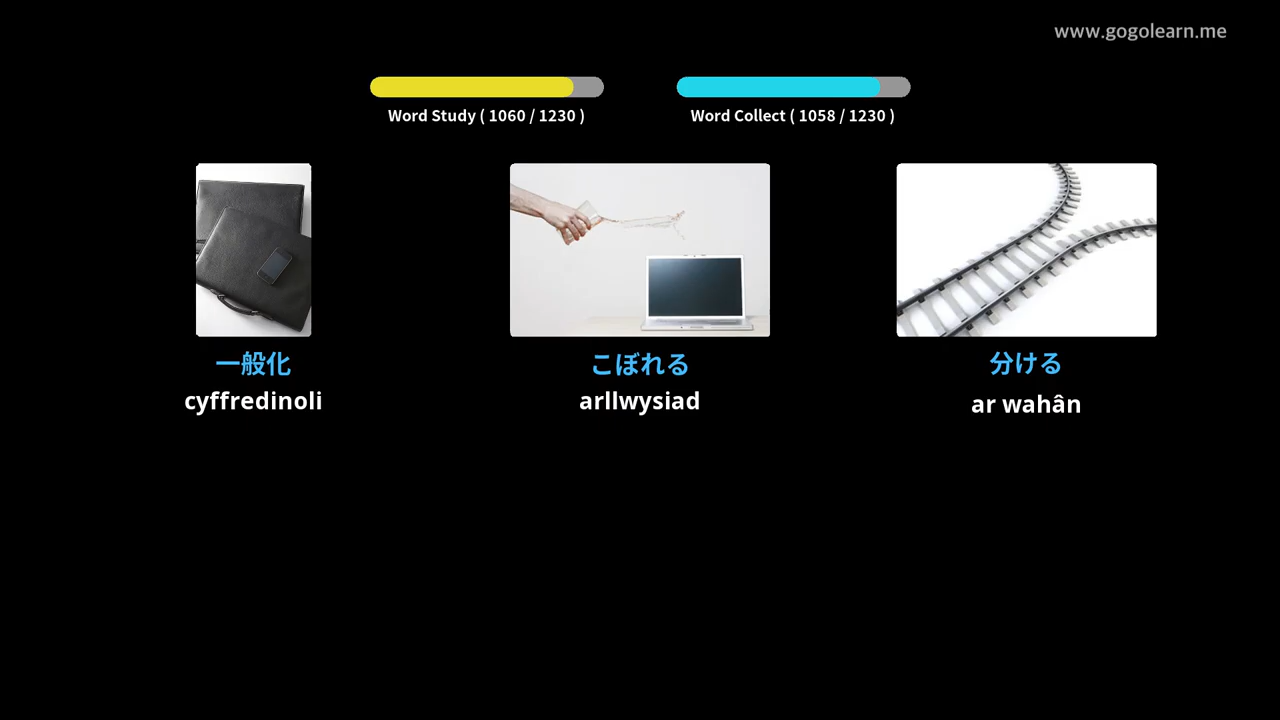 www.gogolearn.me
Word Study ( 1060 / 1230 )
Word Collect ( 1058 / 1230 )
一般化
cyffredinoli
こぼれる
arllwysiad
分ける
ar wahân